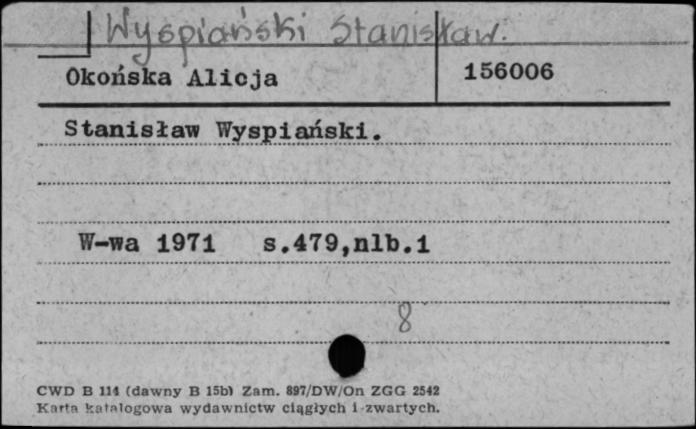 Wyspiański Stanisław.
Okońska Alicja 156006
Stanisław Wyspiański.
W-wa 1971 s.479,nlb.1
8
CWD B 114 (dawny B 15b) Zam. 897/DW/On ZGG 2542
Karta katalogowa wydawnictw ciągłych i zwartych.